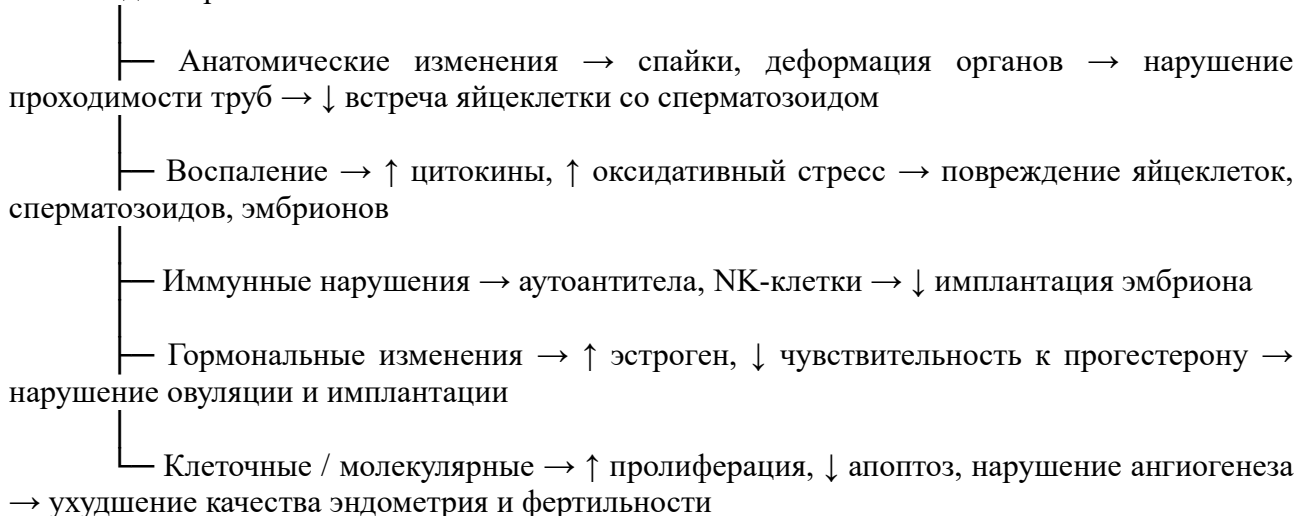 ├─ Анатомические изменения → спайки, деформация органов → нарушение
проходимости труб → ↓ встреча яйцеклетки со сперматозоидом
├─ Воспаление → ↑ цитокины, ↑ оксидативный стресс → повреждение яйцеклеток,
сперматозоидов, эмбрионов
├─ Иммунные нарушения → аутоантитела, NK-клетки → ↓ имплантация эмбриона
├─ Гормональные изменения → ↑ эстроген, ↓ чувствительность к прогестерону →
нарушение овуляции и имплантации
└─ Клеточные / молекулярные → ↑ пролиферация, ↓ апоптоз, нарушение ангиогенеза
→ ухудшение качества эндометрия и фертильности